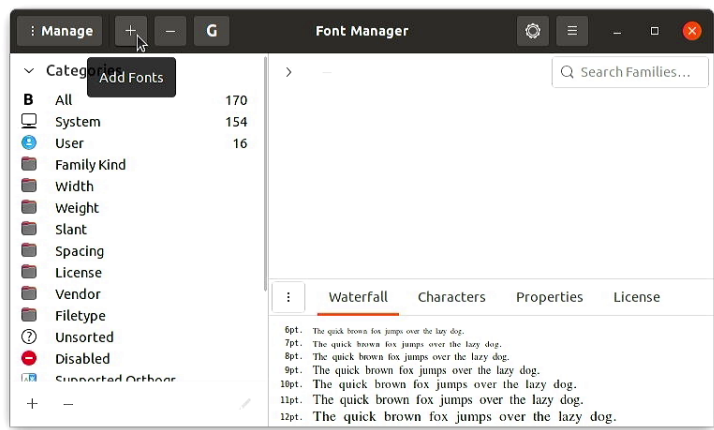 Manage
+
−
G
Font Manager
Categories
Add Fonts
Search Families...
B All 170
System 154
User 16
Family Kind
Width
Weight
Slant
Spacing
License
Vendor
Filetype
Unsorted
Disabled
Supported Orthogr
Waterfall Characters Properties License
6pt. The quick brown fox jumps over the lazy dog.
7pt. The quick brown fox jumps over the lazy dog.
8pt. The quick brown fox jumps over the lazy dog.
9pt. The quick brown fox jumps over the lazy dog.
10pt. The quick brown fox jumps over the lazy dog.
11pt. The quick brown fox jumps over the lazy dog.
12pt. The quick brown fox jumps over the lazy dog.